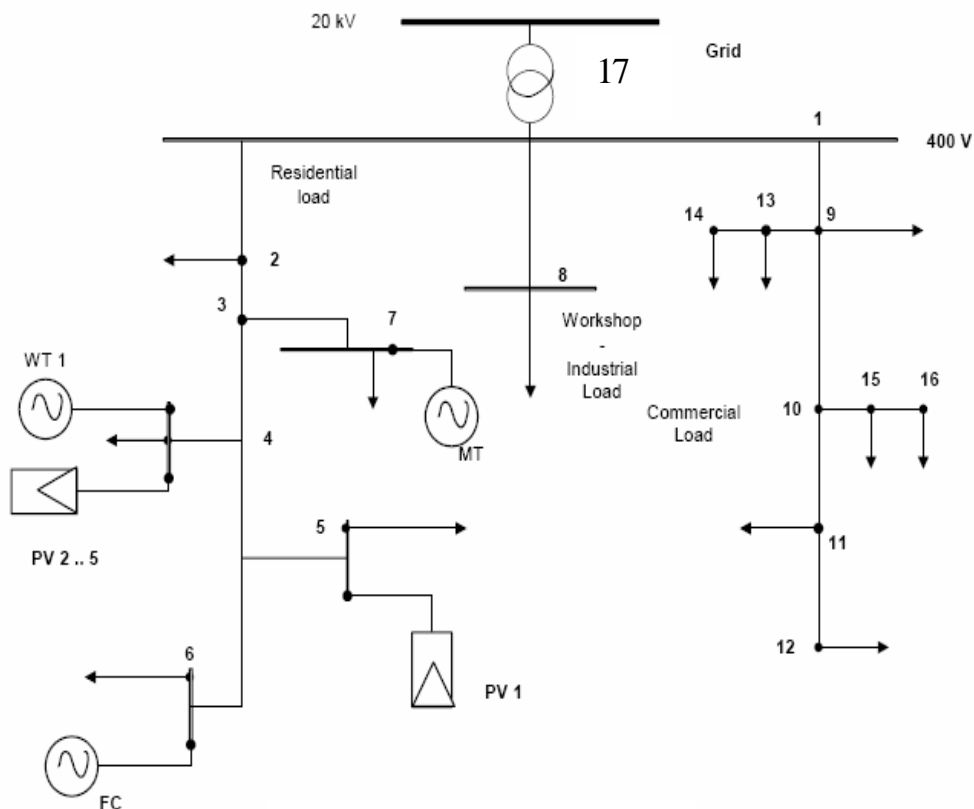 20 kV
17
Grid
1
400 V
Residential
load
14
13
9
2
8
3
7
Workshop
-
Industrial
Load
WT 1
15
16
Commercial
Load
10
4
MT
5
11
PV 2 .. 5
6
12
PV 1
FC